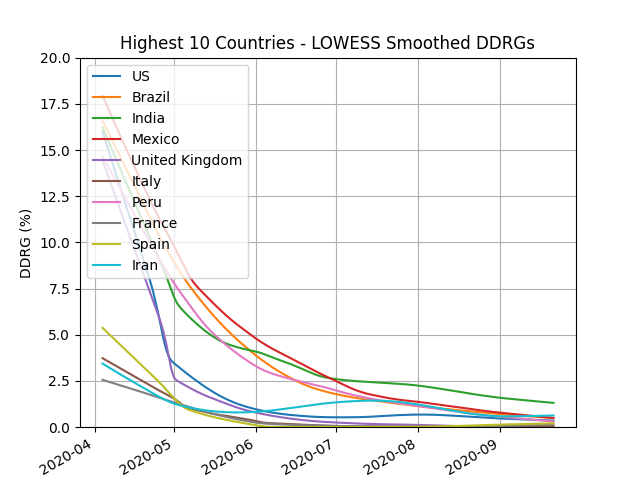 Highest 10 Countries - LOWESS Smoothed DDRGs
20.0
17.5
15.0
12.5
10.0
7.5
5.0
2.5
0.0
DDRG (%)
US
Brazil
India
Mexico
United Kingdom
Italy
Peru
France
Spain
Iran
2020-04
2020-05
2020-06
2020-07
2020-08
2020-09